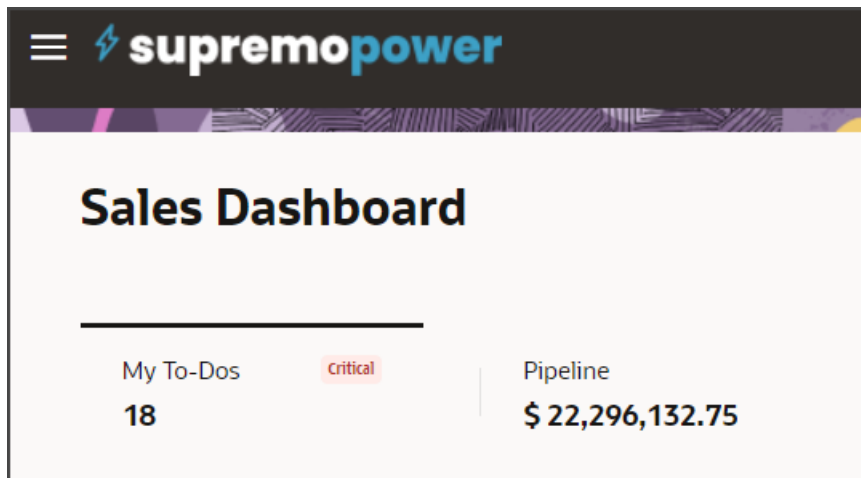 supremopower
Sales Dashboard
My To-Dos Critical Pipeline
18 $ 22,296,132.75